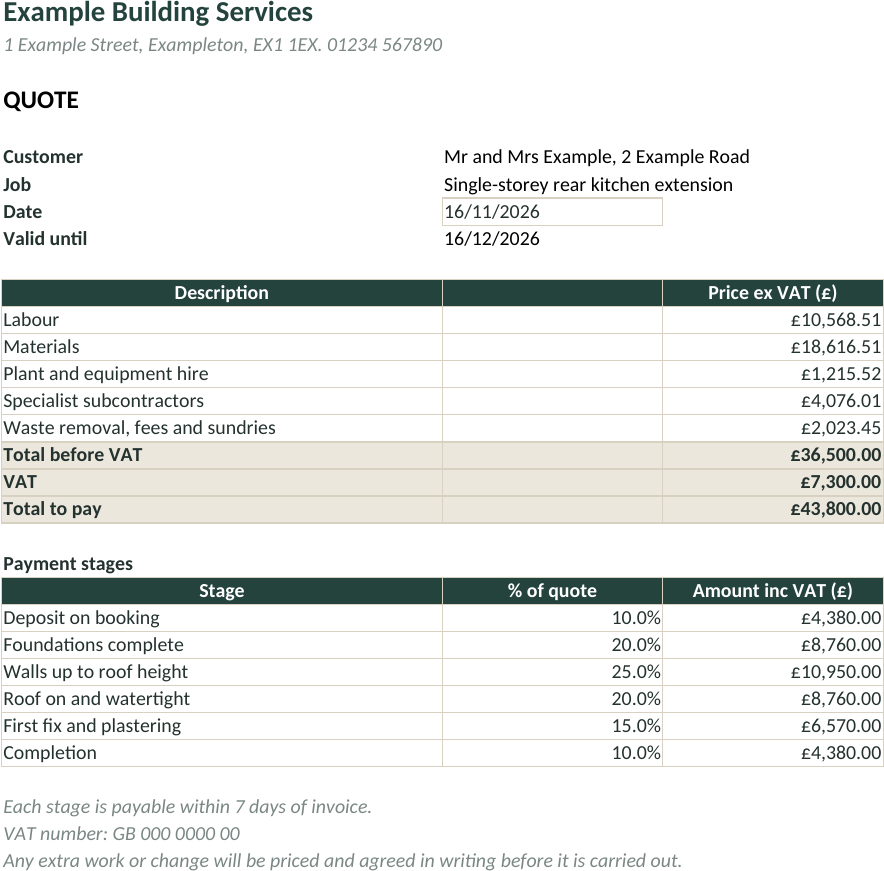 Example Building Services
1 Example Street, Exampleton, EX1 1EX. 01234 567890
QUOTE
Customer Mr and Mrs Example, 2 Example Road
Job Single-storey rear kitchen extension
Date 16/11/2026
Valid until 16/12/2026
Description Price ex VAT (£)
Labour £10,568.51
Materials £18,616.51
Plant and equipment hire £1,215.52
Specialist subcontractors £4,076.01
Waste removal, fees and sundries £2,023.45
Total before VAT £36,500.00
VAT £7,300.00
Total to pay £43,800.00
Payment stages
Stage % of quote Amount inc VAT (£)
Deposit on booking 10.0% £4,380.00
Foundations complete 20.0% £8,760.00
Walls up to roof height 25.0% £10,950.00
Roof on and watertight 20.0% £8,760.00
First fix and plastering 15.0% £6,570.00
Completion 10.0% £4,380.00
Each stage is payable within 7 days of invoice.
VAT number: GB 000 0000 00
Any extra work or change will be priced and agreed in writing before it is carried out.